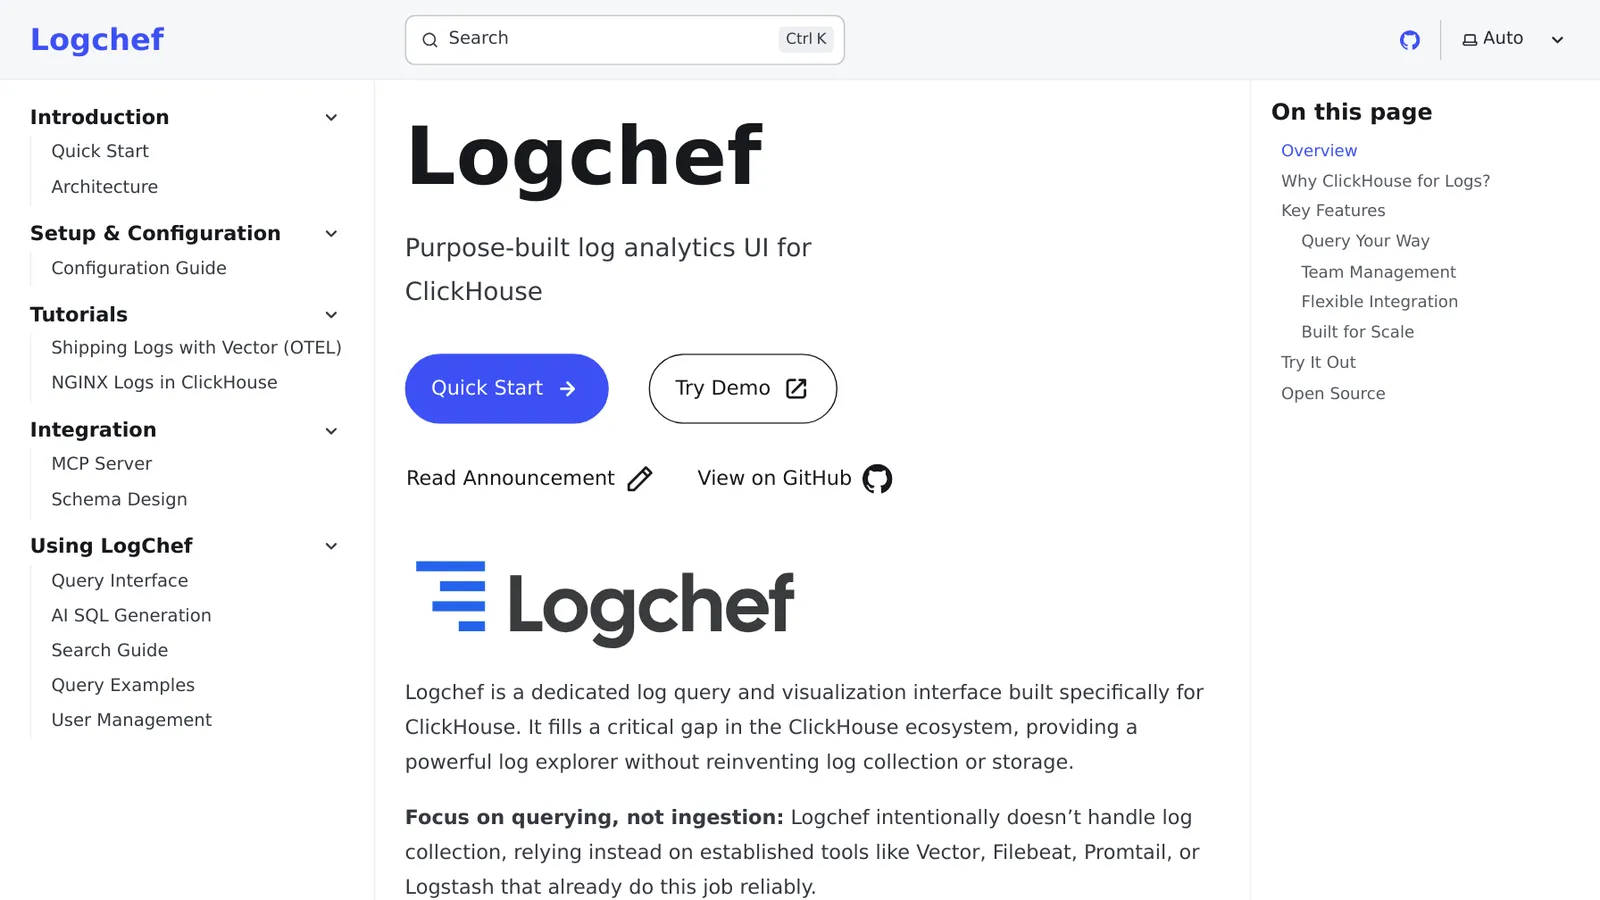 Logchef
Search
Ctrl K
Auto
Introduction
Quick Start
Architecture
Setup & Configuration
Configuration Guide
Tutorials
Shipping Logs with Vector (OTEL)
NGINX Logs in ClickHouse
Integration
MCP Server
Schema Design
Using LogChef
Query Interface
AI SQL Generation
Search Guide
Query Examples
User Management
Logchef
Purpose-built log analytics UI for
ClickHouse
Quick Start
Try Demo
Read Announcement
View on GitHub
Logchef
Logchef is a dedicated log query and visualization interface built specifically for
ClickHouse. It fills a critical gap in the ClickHouse ecosystem, providing a
powerful log explorer without reinventing log collection or storage.
Focus on querying, not ingestion: Logchef intentionally doesn’t handle log
collection, relying instead on established tools like Vector, Filebeat, Promtail, or
Logstash that already do this job reliably.
On this page
Overview
Why ClickHouse for Logs?
Key Features
Query Your Way
Team Management
Flexible Integration
Built for Scale
Try It Out
Open Source